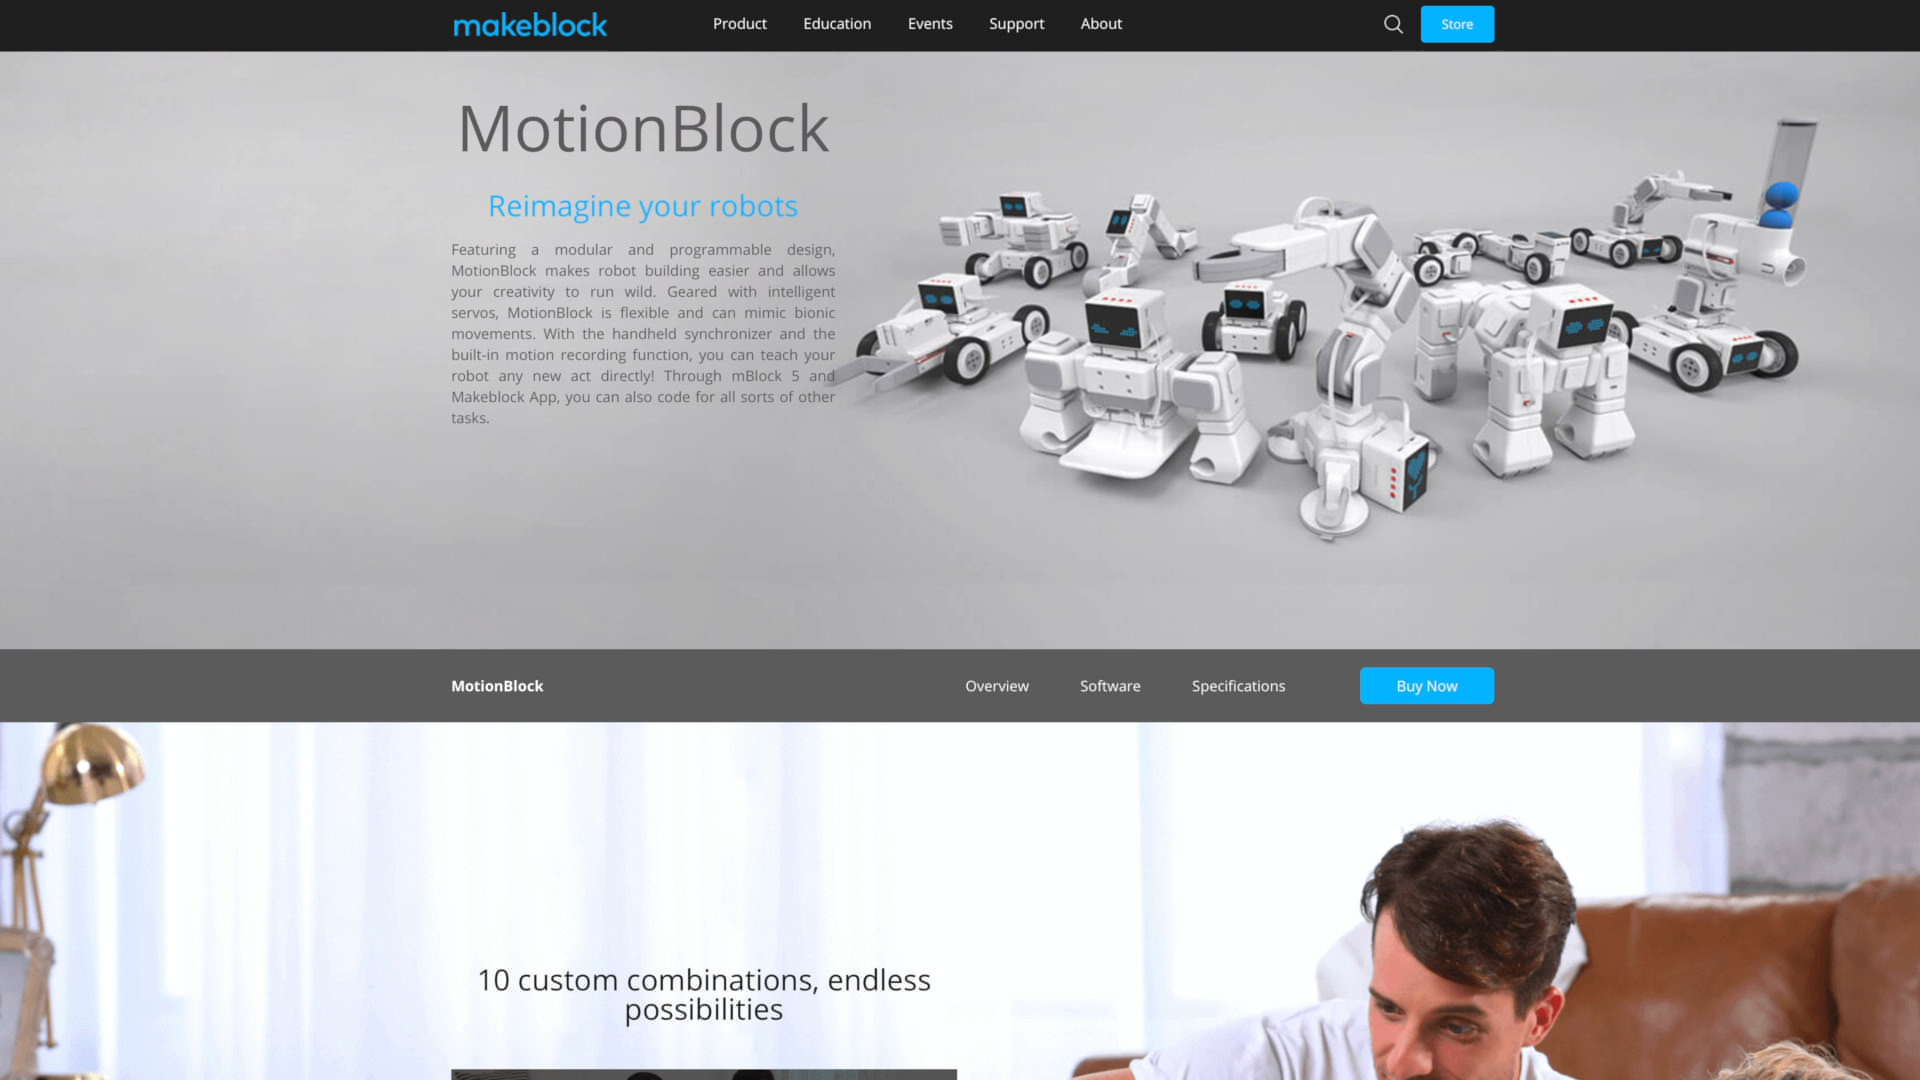 makeblock
Product Education Events Support About
Store
MotionBlock
Reimagine your robots
Featuring a modular and programmable design,
MotionBlock makes robot building easier and allows
your creativity to run wild. Geared with intelligent
servos, MotionBlock is flexible and can mimic bionic
movements. With the handheld synchronizer and the
built-in motion recording function, you can teach your
robot any new act directly! Through mBlock 5 and
Makeblock App, you can also code for all sorts of other
tasks.
MotionBlock Overview Software Specifications Buy Now
10 custom combinations, endless
possibilities